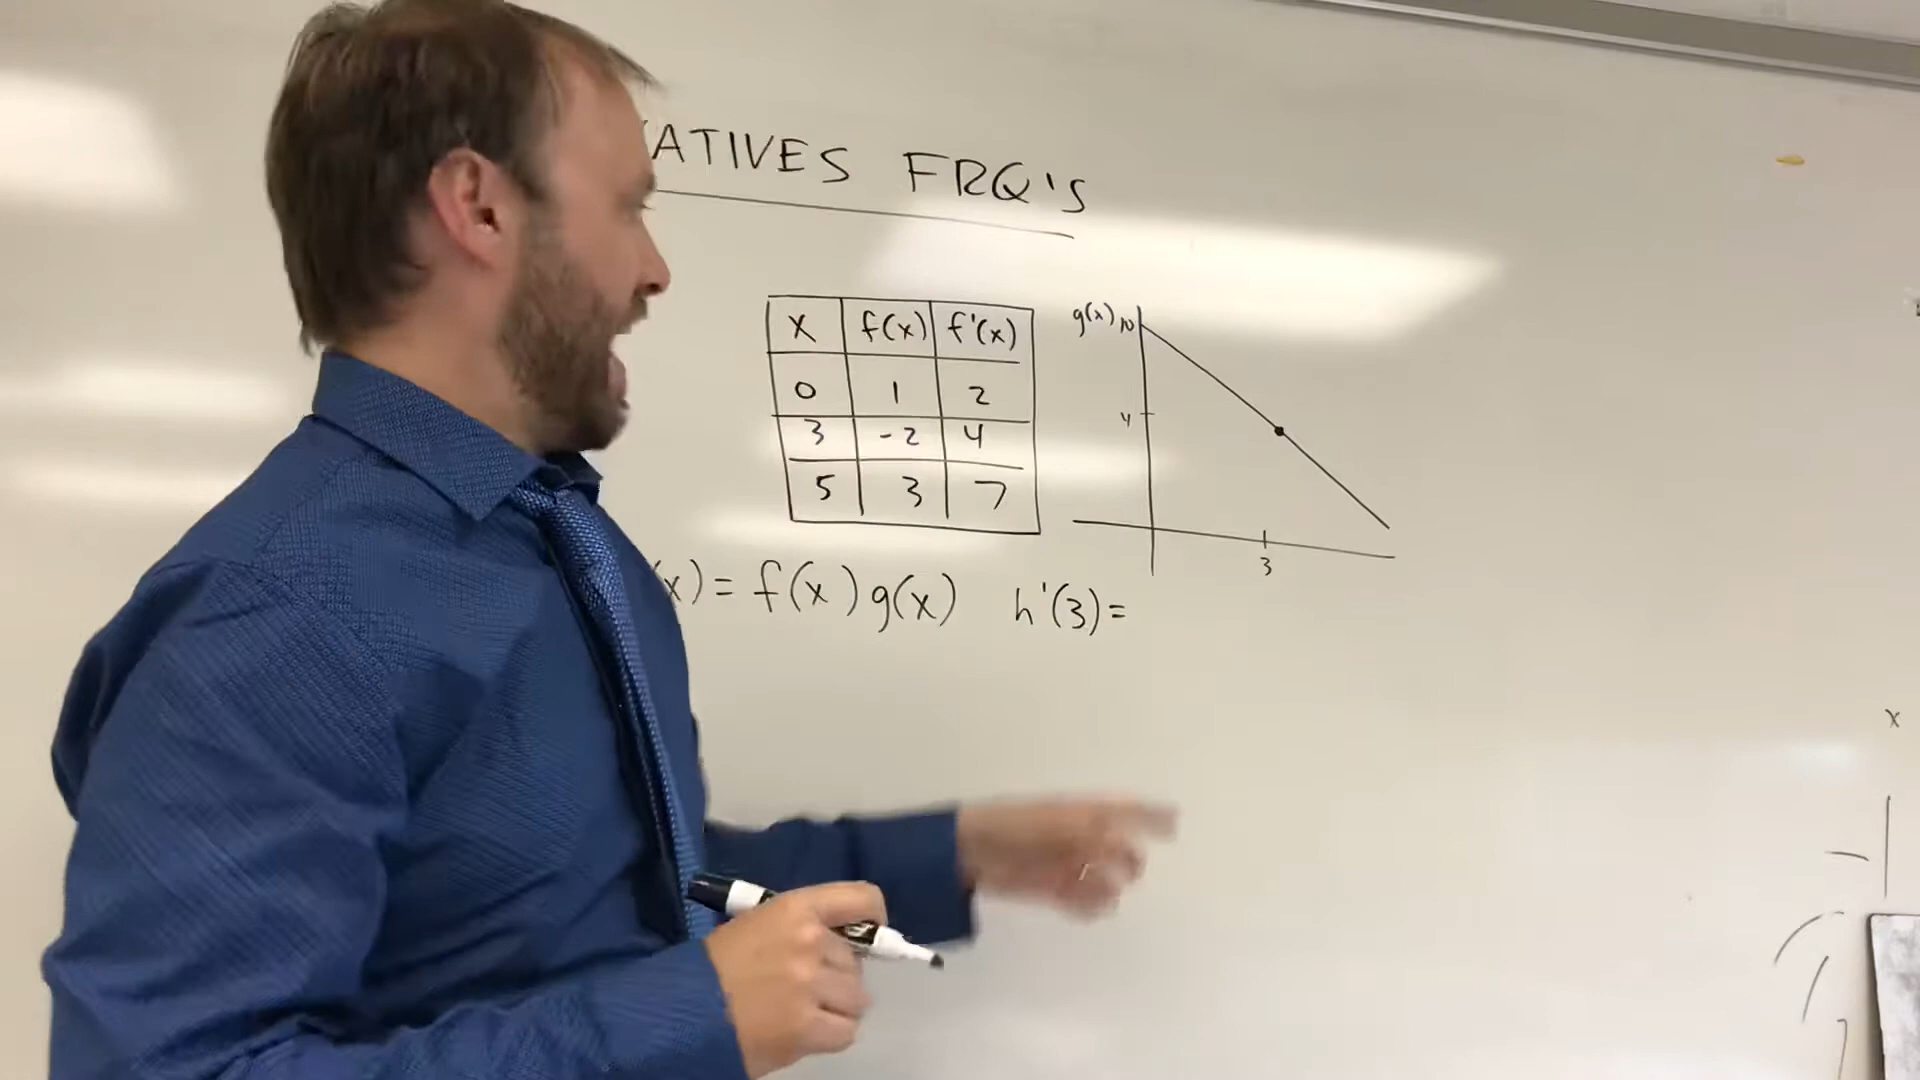 ATIVES FRQ'S
x f(x) f'(x)
0 1 2
3 -2 4
5 3 7
g(x) 10
4
3
x) = f(x) g(x) h'(3) =
x